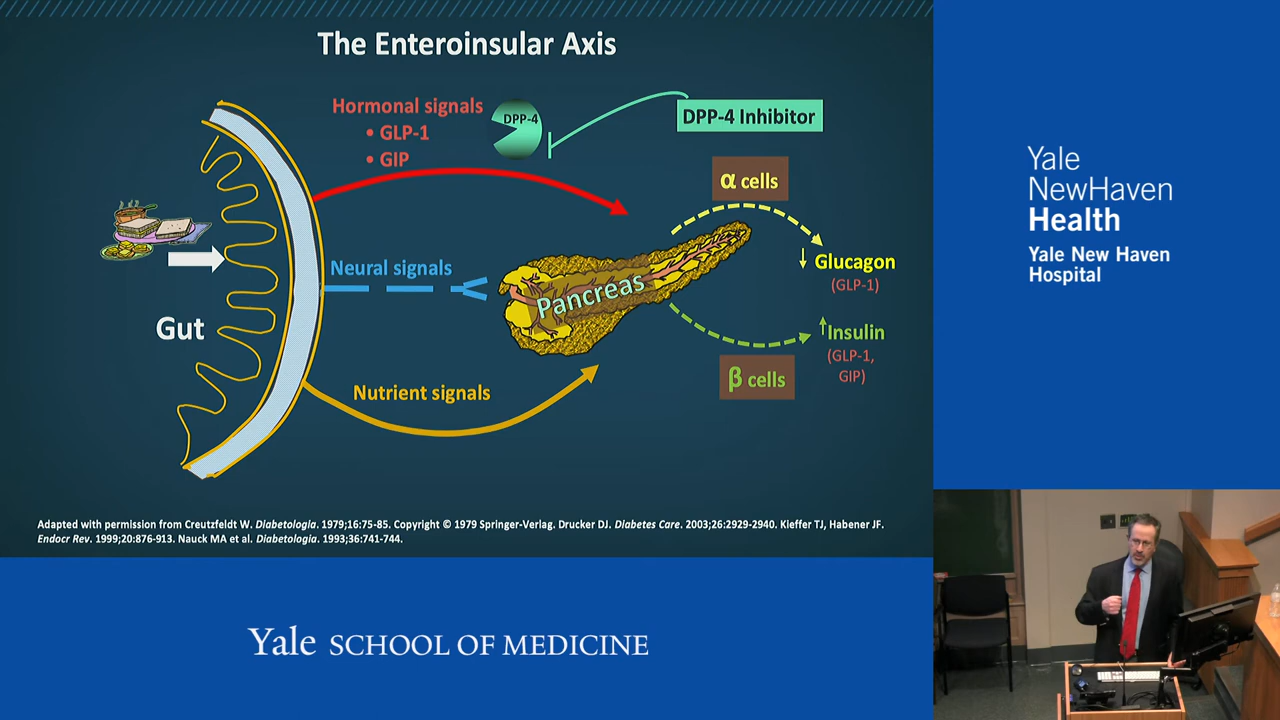 The Enteroinsular Axis
Hormonal signals
• GLP-1
• GIP
DPP-4
DPP-4 Inhibitor
α cells
Glucagon
(GLP-1)
Neural signals
Pancreas
Gut
Insulin
(GLP-1,
GIP)
β cells
Nutrient signals
Adapted with permission from Creutzfeldt W. Diabetologia. 1979;16:75-85. Copyright © 1979 Springer-Verlag. Drucker DJ. Diabetes Care. 2003;26:2929-2940. Kieffer TJ, Habener JF.
Endocr Rev. 1999;20:876-913. Nauck MA et al. Diabetologia. 1993;36:741-744.
Yale
NewHaven
Health
Yale New Haven
Hospital
Yale SCHOOL OF MEDICINE